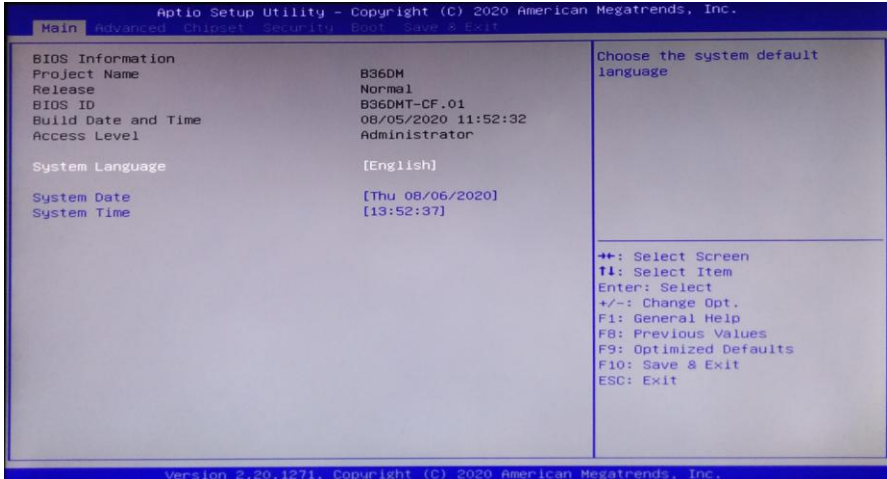 Aptio Setup Utility – Copyright (C) 2020 American Megatrends, Inc.
Main Advanced Chipset Security Boot Save & Exit
BIOS Information
Project Name B36DM
Release Normal
BIOS ID B36DMT-CF.01
Build Date and Time 08/05/2020 11:52:32
Access Level Administrator
System Language [English]
System Date [Thu 08/06/2020]
System Time [13:52:37]
Choose the system default
language
→←: Select Screen
↑↓: Select Item
Enter: Select
+/-: Change Opt.
F1: General Help
F8: Previous Values
F9: Optimized Defaults
F10: Save & Exit
ESC: Exit
Version 2.20.1271. Copyright (C) 2020 American Megatrends, Inc.